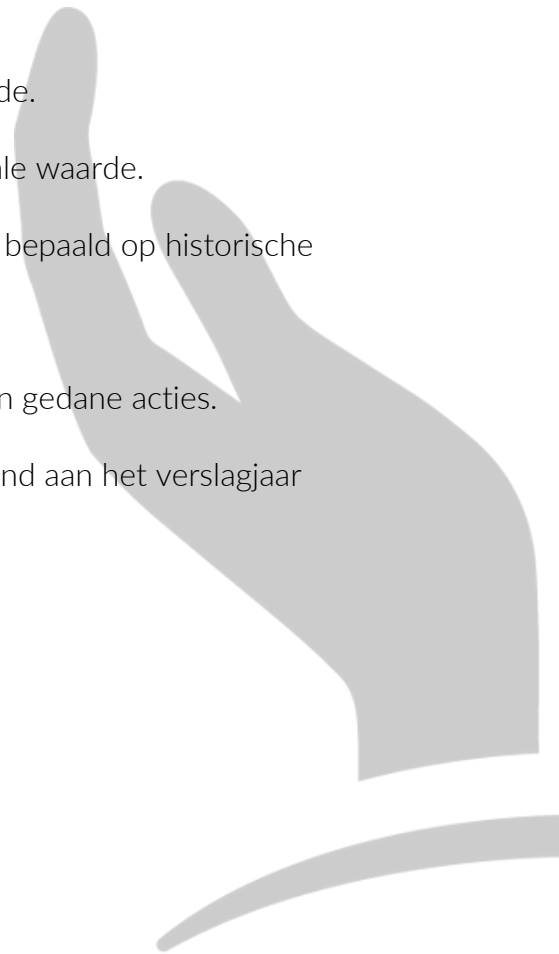 de.
le waarde.
bepaald op historische
n gedane acties.
nd aan het verslagjaar